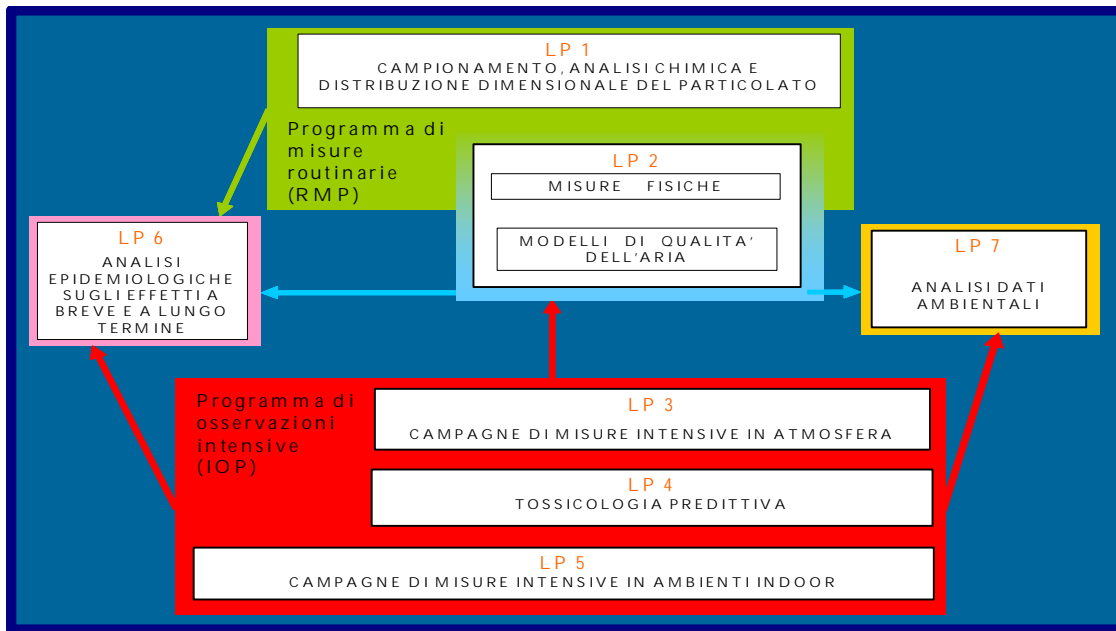 LP 1
CAMPIONAMENTO, ANALISI CHIMICA E
DISTRIBUZIONE DIMENSIONALE DEL PARTICOLATO
Programma di
misure
routinarie
(RMP)
LP 2
MISURE FISICHE
MODELLI DI QUALITA'
DELL'ARIA
LP 6
ANALISI
EPIDEMIOLOGICHE
SUGLI EFFETTI A
BREVE E A LUNGO
TERMINE
LP 7
ANALISI DATI
AMBIENTALI
Programma di
osservazioni
intensive
(IOP)
LP 3
CAMPAGNE DI MISURE INTENSIVE IN ATMOSFERA
LP 4
TOSSICOLOGIA PREDITTIVA
LP 5
CAMPAGNE DI MISURE INTENSIVE IN AMBIENTI INDOOR